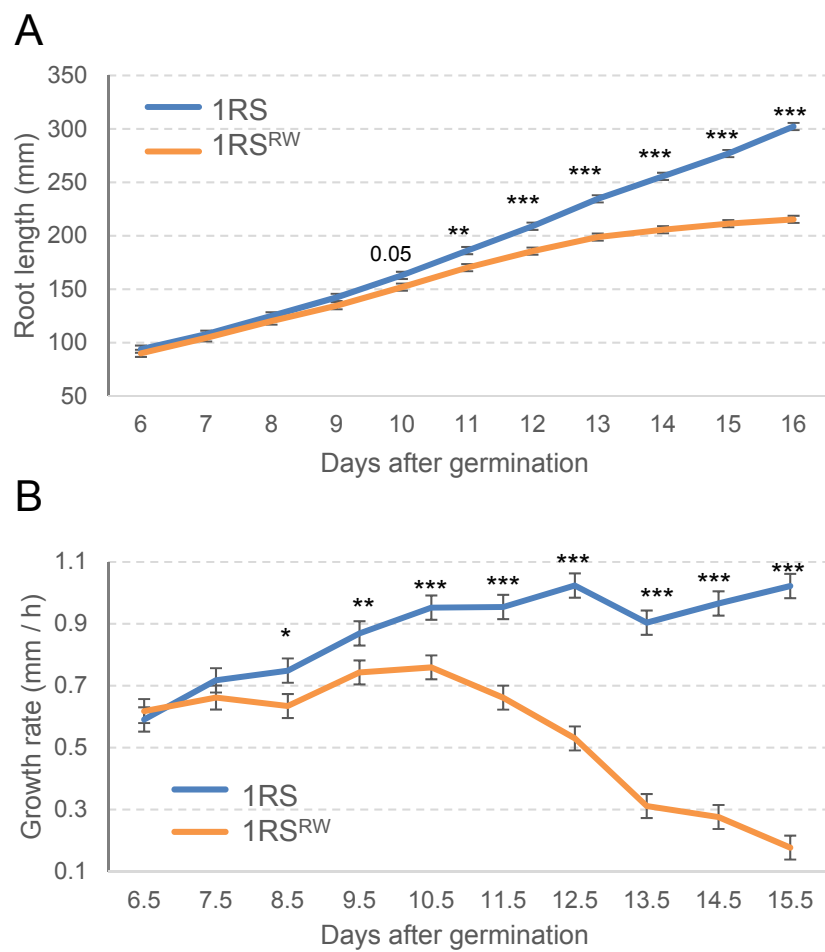 A
350
300
250
200
150
100
50
Root length (mm)
1RS
1RS^RW
0.05
**
***
***
***
***
***
6 7 8 9 10 11 12 13 14 15 16
Days after germination
B
1.1
0.9
0.7
0.5
0.3
0.1
Growth rate (mm / h)
*
**
***
***
***
***
***
***
1RS
1RS^RW
6.5 7.5 8.5 9.5 10.5 11.5 12.5 13.5 14.5 15.5
Days after germination